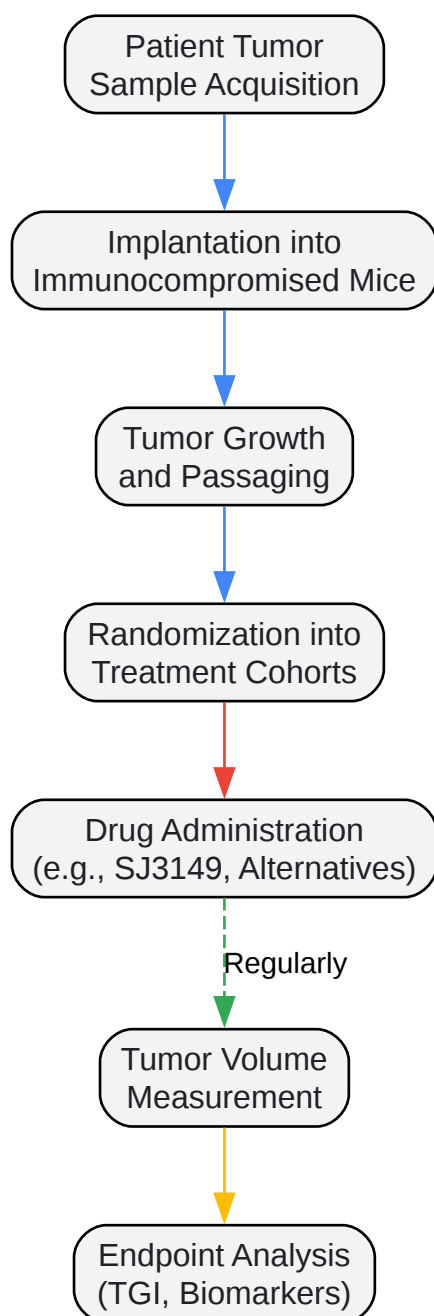 Patient Tumor
Sample Acquisition
Implantation into
Immunocompromised Mice
Tumor Growth
and Passaging
Randomization into
Treatment Cohorts
Drug Administration
(e.g., SJ3149, Alternatives)
Regularly
Tumor Volume
Measurement
Endpoint Analysis
(TGI, Biomarkers)